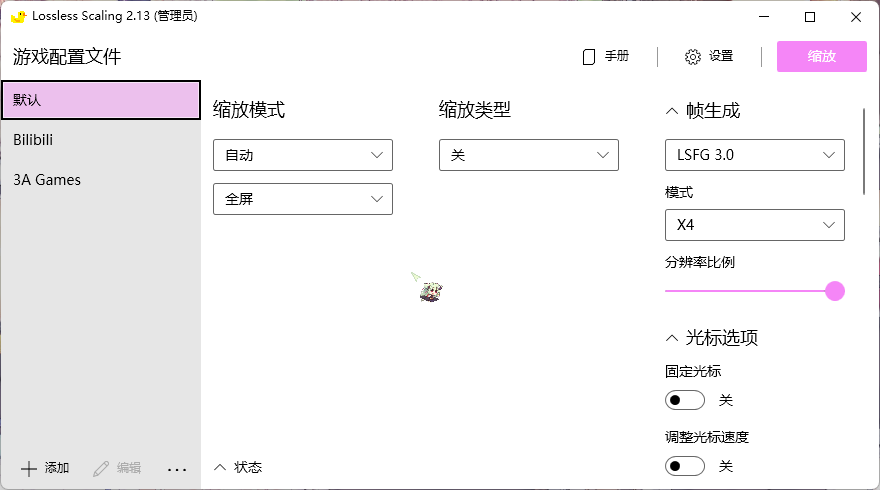 Lossless Scaling 2.13 (管理员)
游戏配置文件
手册
设置
缩放
默认
Bilibili
3A Games
添加
编辑
...
缩放模式
自动
全屏
缩放类型
关
帧生成
LSFG 3.0
模式
X4
分辨率比例
光标选项
固定光标
关
调整光标速度
关
状态